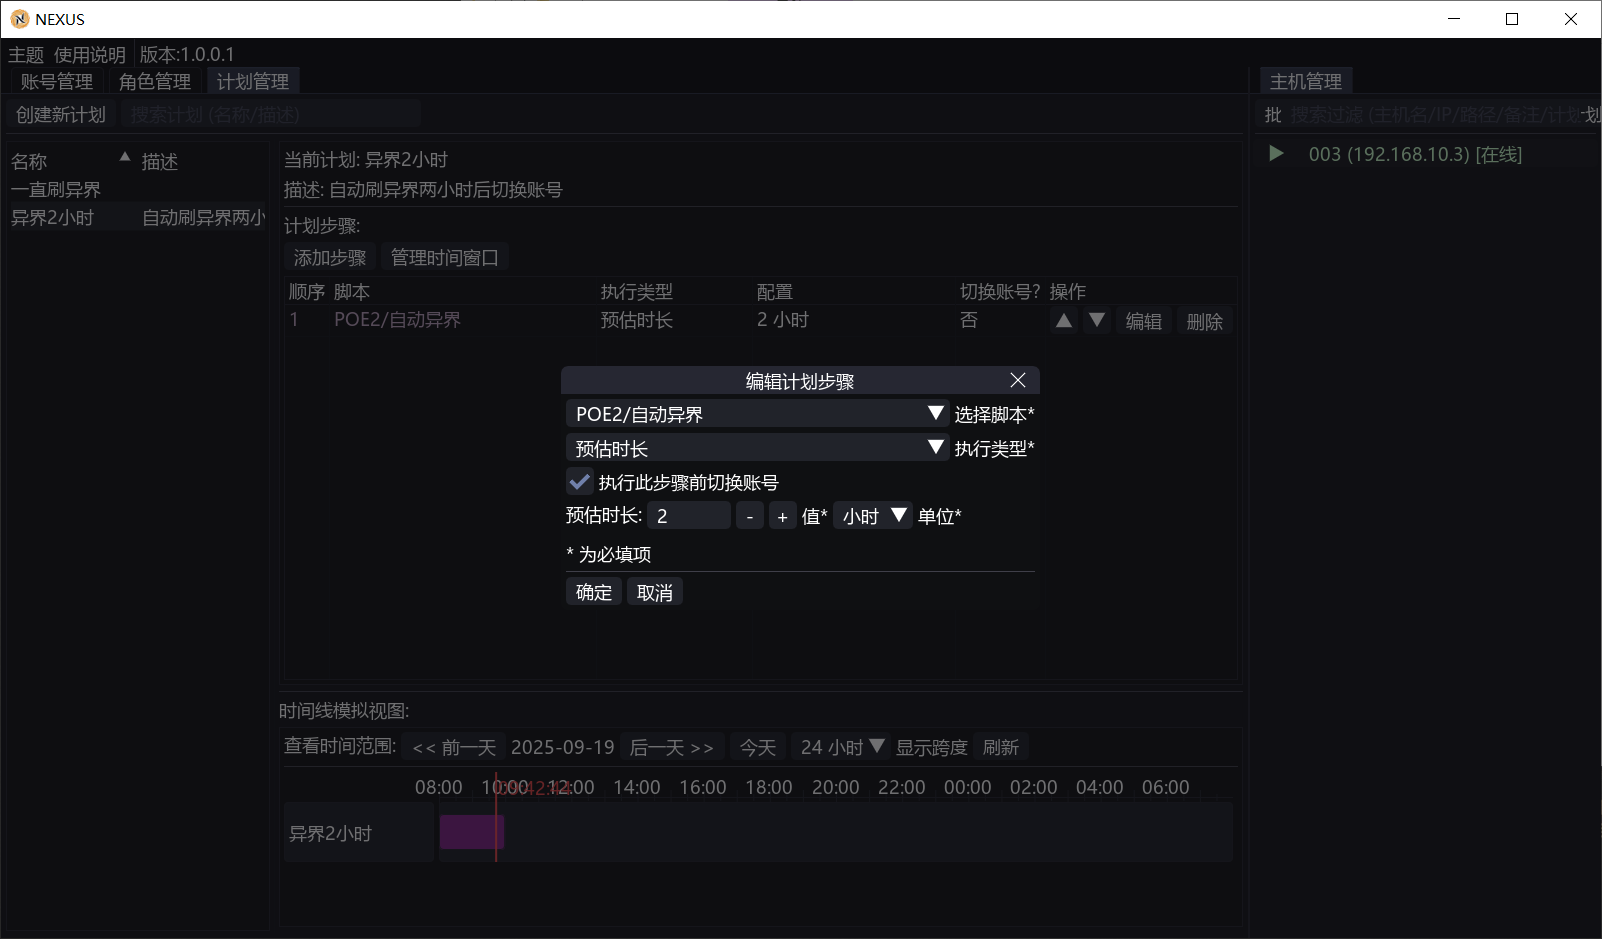 NEXUS
主题 使用说明 版本:1.0.0.1
账号管理 角色管理 计划管理
主机管理
创建新计划 搜索计划 (名称/描述)
批 搜索过滤 (主机名/IP/路径/备注/计划
003 (192.168.10.3) [在线]
名称 描述
一直刷异界
异界2小时 自动刷异界两小
当前计划: 异界2小时
描述: 自动刷异界两小时后切换账号
计划步骤:
添加步骤 管理时间窗口
顺序 脚本 执行类型 配置 切换账号? 操作
1 POE2/自动异界 预估时长 2 小时 否 编辑 删除
编辑计划步骤
POE2/自动异界 选择脚本*
预估时长 执行类型*
执行此步骤前切换账号
预估时长: 2 - + 值* 小时 单位*
* 为必填项
确定 取消
时间线模拟视图:
查看时间范围: << 前一天 2025-09-19 后一天 >> 今天 24 小时 显示跨度 刷新
08:00 10:00 12:00 14:00 16:00 18:00 20:00 22:00 00:00 02:00 04:00 06:00
异界2小时